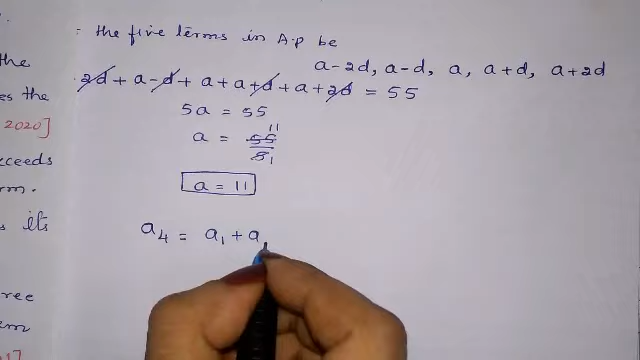 the
es the
2020]
xceeds
rm.
s its
ree
em
: the five terms in A.p be
a-2d, a-d, a, a+d, a+2d
2d + a-d + a + a+d + a+2d = 55
5a = 55
a = 55/5 11 1
a = 11
a4 = a1 + a